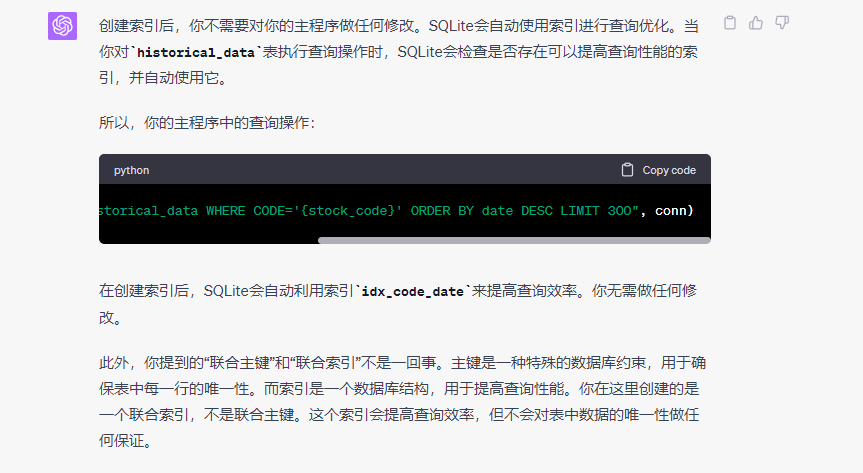 创建索引后，你不需要对你的主程序做任何修改。SQLite会自动使用索引进行查询优化。当
你对`historical_data`表执行查询操作时，SQLite会检查是否存在可以提高查询性能的索
引，并自动使用它。
所以，你的主程序中的查询操作：
python
Copy code
storical_data WHERE CODE='{stock_code}' ORDER BY date DESC LIMIT 300", conn)
在创建索引后，SQLite会自动利用索引`idx_code_date`来提高查询效率。你无需做任何修
改。
此外，你提到的“联合主键”和“联合索引”不是一回事。主键是一种特殊的数据库约束，用于确
保表中每一行的唯一性。而索引是一个数据库结构，用于提高查询性能。你在这里创建的是
一个联合索引，不是联合主键。这个索引会提高查询效率，但不会对表中数据的唯一性做任
何保证。